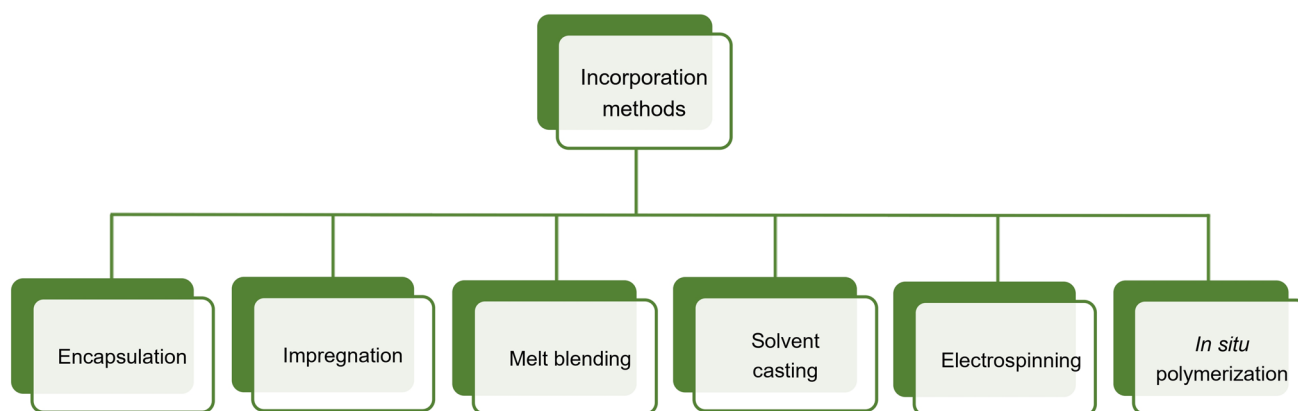 Incorporation
methods
Encapsulation
Impregnation
Melt blending
Solvent
casting
Electrospinning
In situ
polymerization